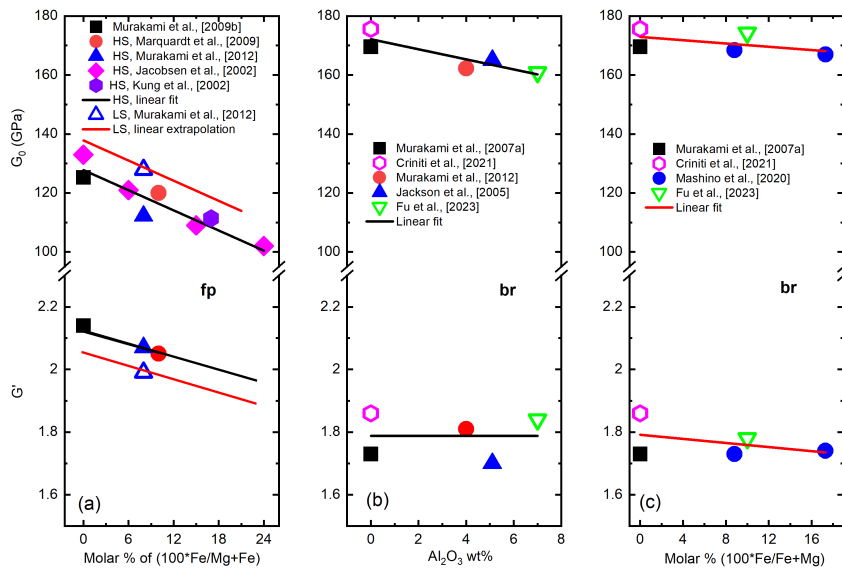 G₀ (GPa)
G'
180
160
140
120
100
2.2
2
1.8
1.6
Murakami et al., [2009b]
HS, Marquardt et al. [2009]
HS, Murakami et al. [2012]
HS, Jacobsen et al. [2002]
HS, Kung et al. [2002]
HS, linear fit
LS, Murakami et al. [2012]
LS, linear extrapolation
fp
(a)
0 6 12 18 24
Molar % of (100*Fe/Mg+Fe)
180
160
140
120
100
2.2
2.0
1.8
1.6
Murakami et al., [2007a]
Criniti et al. [2021]
Murakami et al. [2012]
Jackson et al. [2005]
Fu et al. [2023]
Linear fit
br
(b)
0 2 4 6 8
Al₂O₃ wt%
180
160
140
120
100
2.2
2.0
1.8
1.6
Murakami et al., [2007a]
Criniti et al. [2021]
Mashino et al. [2020]
Fu et al. [2023]
Linear fit
br
(c)
0 4 8 12 16
Molar % (100*Fe/Fe+Mg)